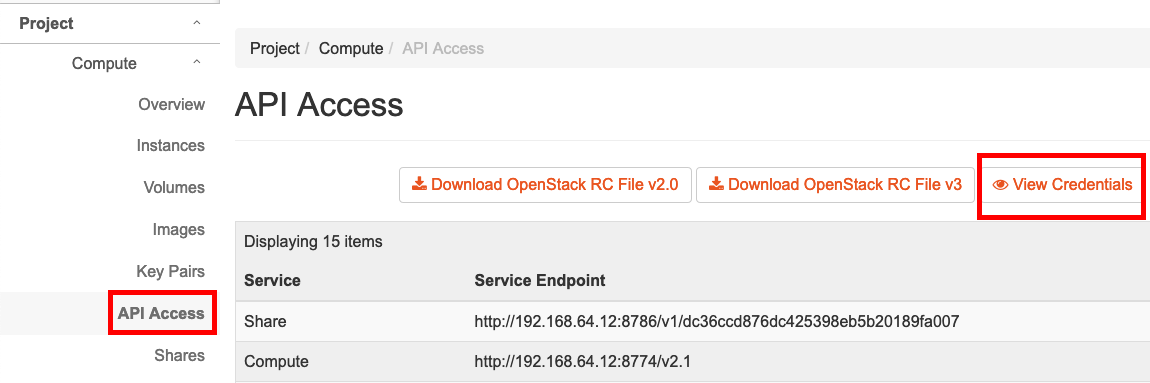 Project
Compute
Overview
Instances
Volumes
Images
Key Pairs
API Access
Shares
Project / Compute / API Access
API Access
Download OpenStack RC File v2.0 Download OpenStack RC File v3 View Credentials
Displaying 15 items
Service Service Endpoint
Share http://192.168.64.12:8786/v1/dc36ccd876dc425398eb5b20189fa007
Compute http://192.168.64.12:8774/v2.1